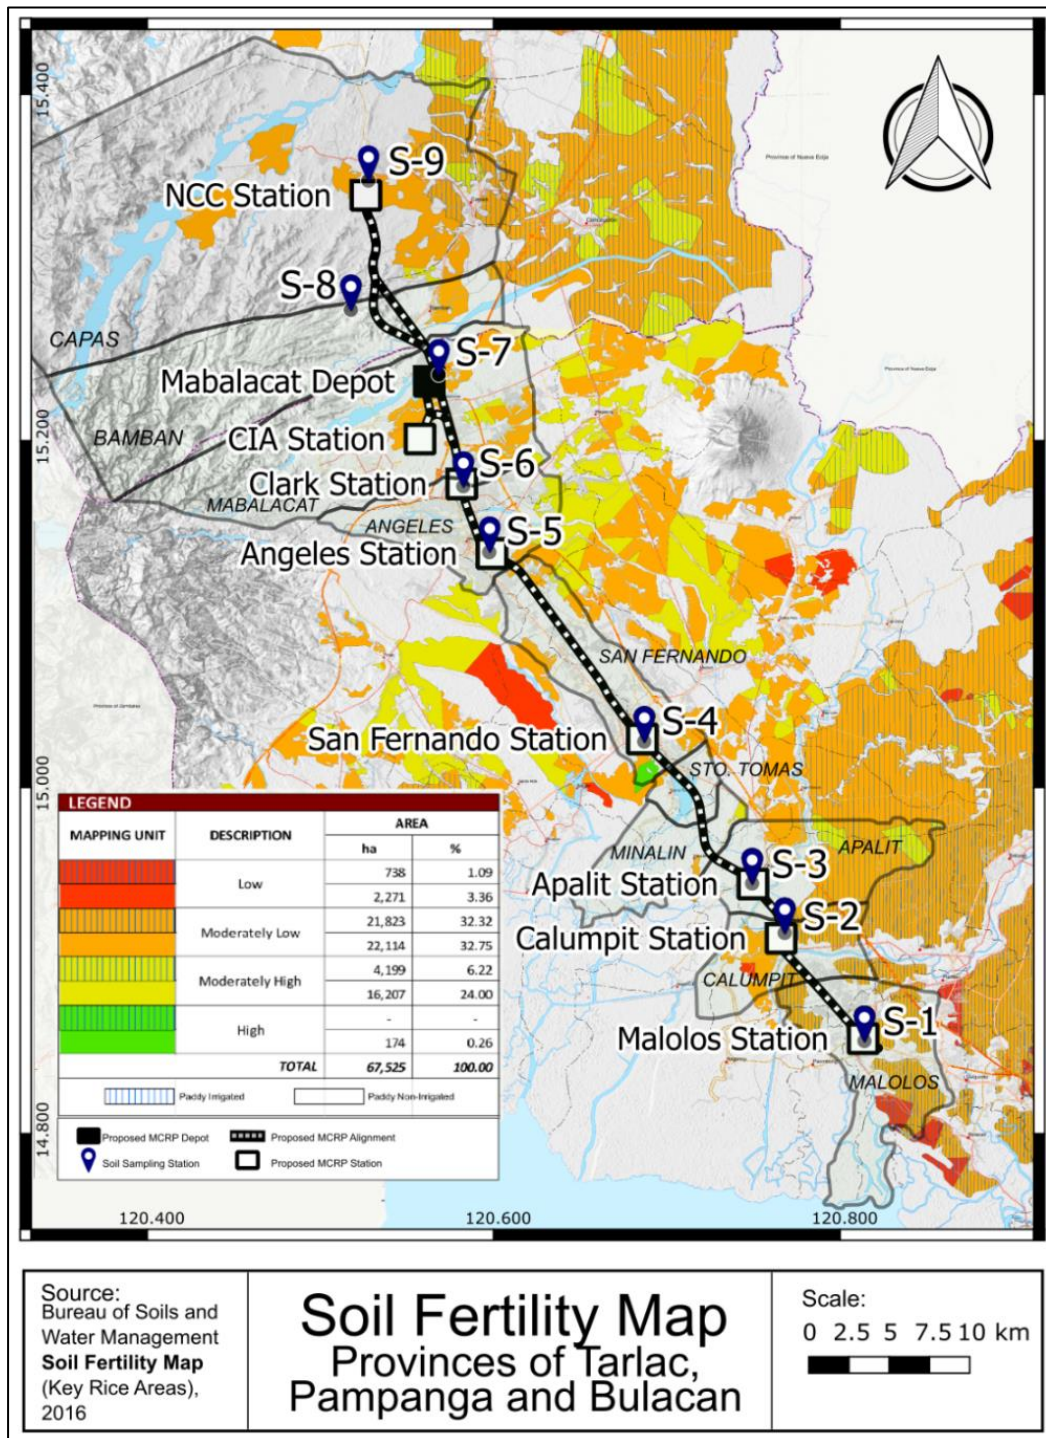 15.400
Province of Nueva Ecija
S-9
NCC Station
S-8
CAPAS
S-7
Mabalacat Depot
Province of Nueva Ecija
15.200
BAMBAN
CIA Station
S-6
Clark Station
MABALACAT
ANGELES
S-5
Angeles Station
SAN FERNANDO
Province of Zambales
S-4
San Fernando Station
STO. TOMAS
15.000
MINALIN
APALIT
S-3
Apalit Station
S-2
Calumpit Station
CALUMPIT
S-1
Malolos Station
MALOLOS
14.800
LEGEND
MAPPING UNIT DESCRIPTION AREA
ha %
Low 738 1.09
2,271 3.36
Moderately Low 21,823 32.32
22,114 32.75
Moderately High 4,199 6.22
16,207 24.00
High - -
174 0.26
TOTAL 67,525 100.00
Paddy Irrigated Paddy Non-Irrigated
Proposed MCRP Depot Proposed MCRP Alignment
Soil Sampling Station Proposed MCRP Station
120.400 120.600 120.800
Source:
Bureau of Soils and
Water Management
Soil Fertility Map
(Key Rice Areas),
2016
Soil Fertility Map
Provinces of Tarlac,
Pampanga and Bulacan
Scale:
0 2.5 5 7.5 10 km